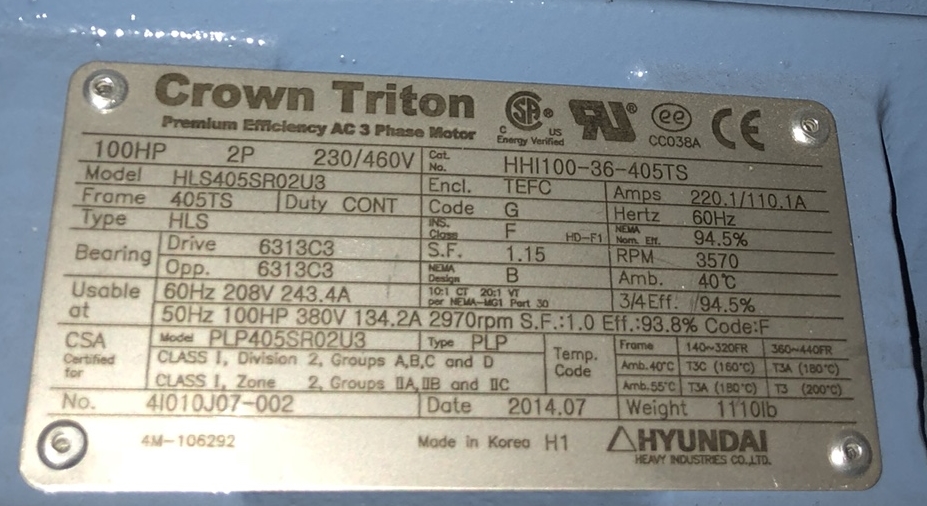 Crown Triton
Premium Efficiency AC 3 Phase Motor
C SA US ® Energy Verified
RU ®
ee CC038A
CE
100HP 2P 230/460V Cat. No. HHI100-36-405TS
Model HLS405SR02U3 Encl. TEFC Amps 220.1/110.1A
Frame 405TS Duty CONT Code G Hertz 60Hz
Type HLS INS. Class F HD-F1 NEMA Nom. Eff. 94.5%
Bearing Drive 6313C3 S.F. 1.15 RPM 3570
Opp. 6313C3 NEMA Design B Amb. 40℃
Usable at 60Hz 208V 243.4A 10:1 CT 20:1 VT per NEMA-MG1 Part 30 3/4Eff. 94.5%
50Hz 100HP 380V 134.2A 2970rpm S.F.:1.0 Eff.:93.8% Code:F
CSA Certified for Model PLP405SR02U3 Type PLP Temp. Code Frame 140~320FR 360~440FR
CLASS I, Division 2, Groups A,B,C and D Amb.40℃ T3C (160℃) T3A (180℃)
CLASS I, Zone 2, Groups IIA,IIB and IIC Amb.55℃ T3A (180℃) T3 (200℃)
No. 4I010J07-002 Date 2014.07 Weight 1110lb
4M-106292 Made in Korea H1 HYUNDAI
HEAVY INDUSTRIES CO.,LTD.